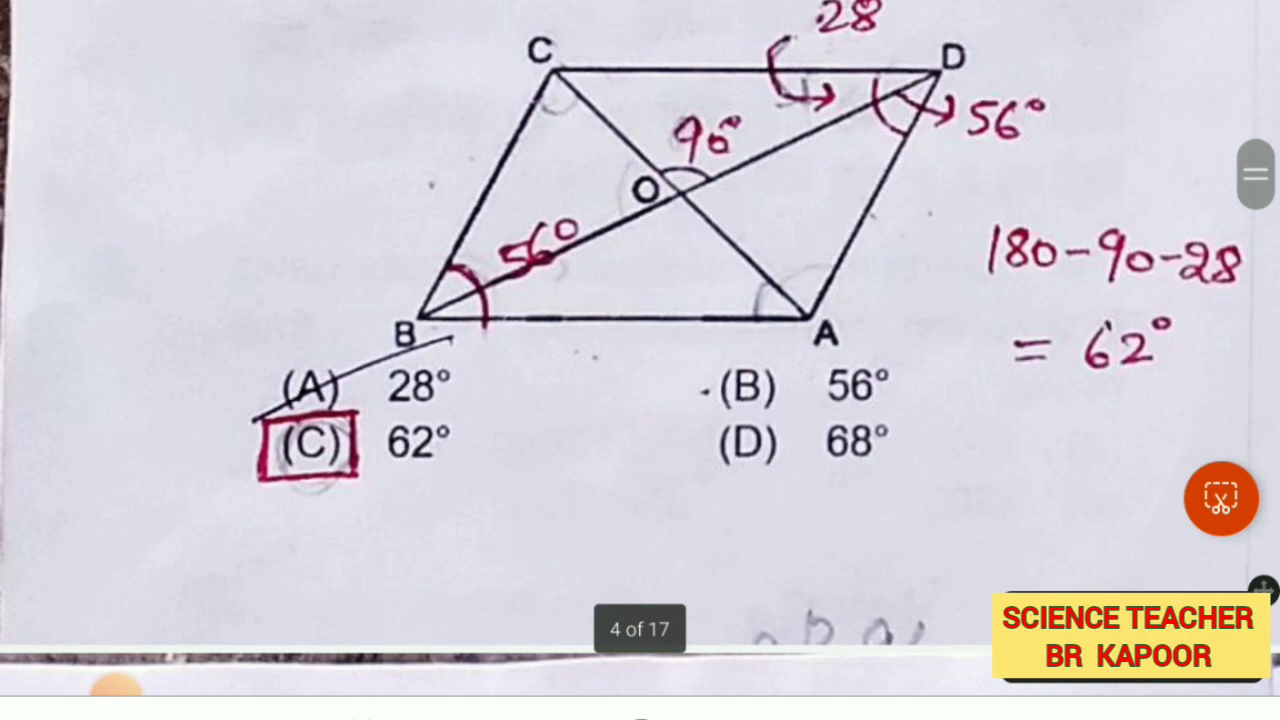 28
C
D
56°
90°
O
56°
180-90-28
= 62°
B
A
(A) 28°
(B) 56°
(C) 62°
(D) 68°
4 of 17
SCIENCE TEACHER
BR KAPOOR